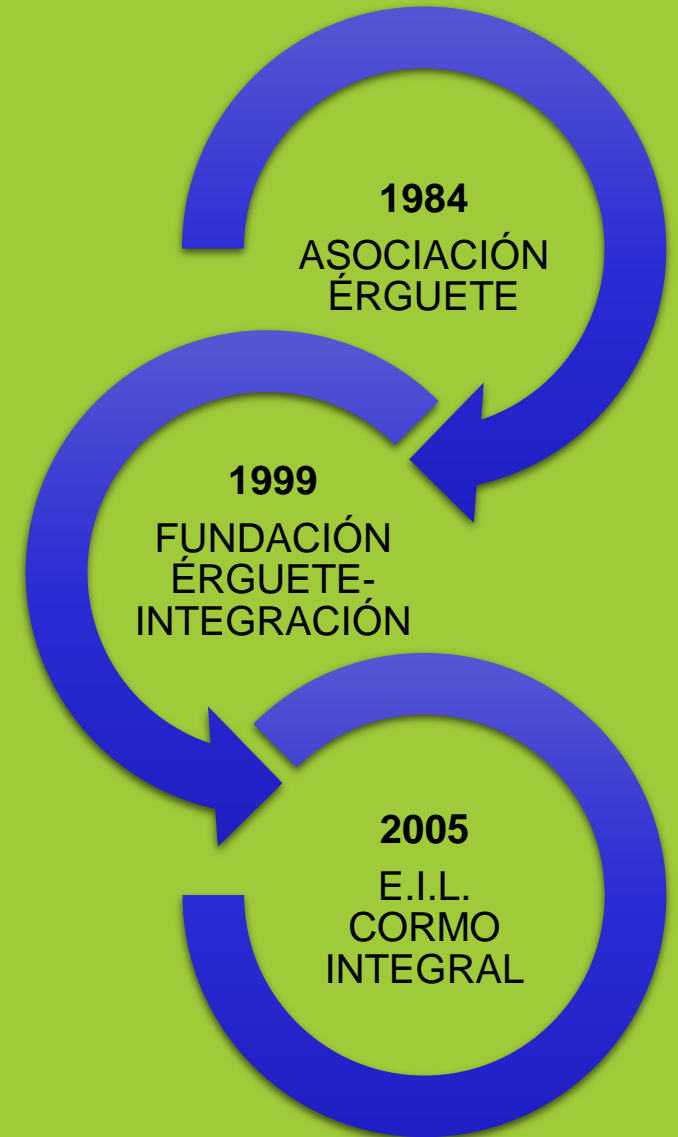 1984
ASOCIACIÓN
ÉRGUETE
1999
FUNDACIÓN
ÉRGUETE-
INTEGRACIÓN
2005
E.I.L.
CORMO
INTEGRAL